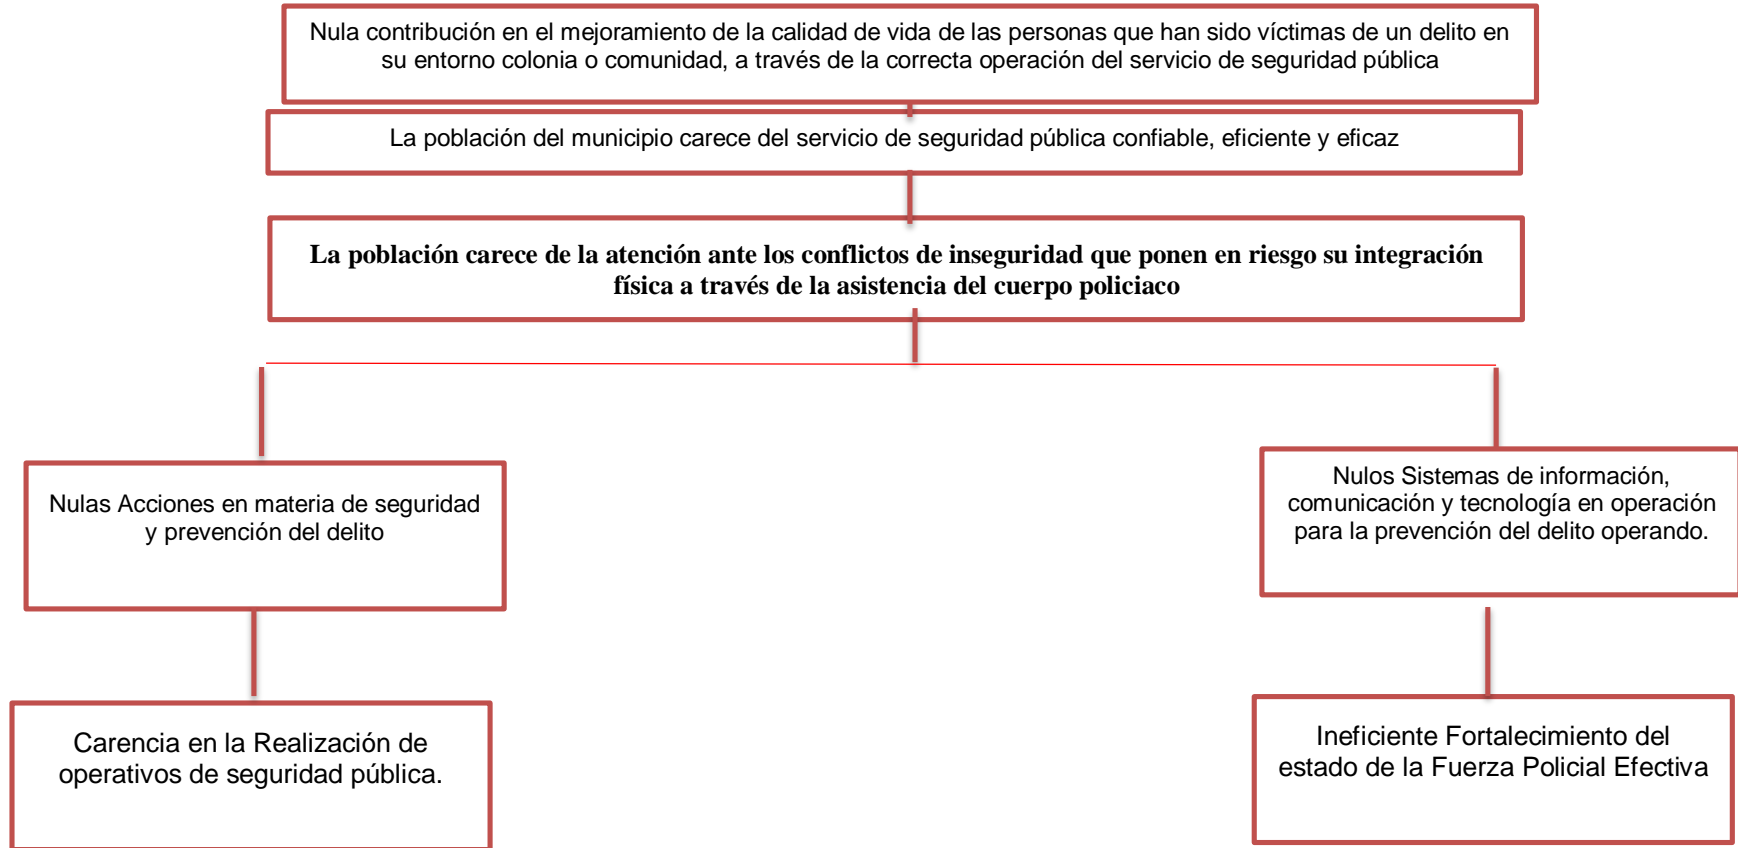 Nula contribución en el mejoramiento de la calidad de vida de las personas que han sido víctimas de un delito en
su entorno colonia o comunidad, a través de la correcta operación del servicio de seguridad pública
La población del municipio carece del servicio de seguridad pública confiable, eficiente y eficaz
La población carece de la atención ante los conflictos de inseguridad que ponen en riesgo su integración
física a través de la asistencia del cuerpo policiaco
Nulas Acciones en materia de seguridad
y prevención del delito
Nulos Sistemas de información,
comunicación y tecnología en operación
para la prevención del delito operando.
Carencia en la Realización de
operativos de seguridad pública.
Ineficiente Fortalecimiento del
estado de la Fuerza Policial Efectiva